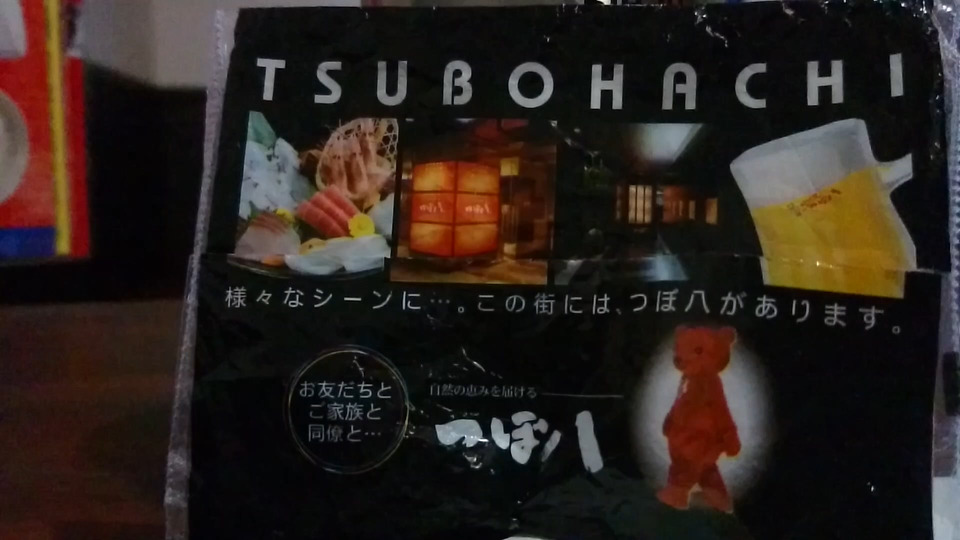 TSUBOHACHI
様々なシーンに…。この街には、つぼ八があります。
お友だちと
ご家族と
同僚と…
自然の恵みを届ける
つぼ八